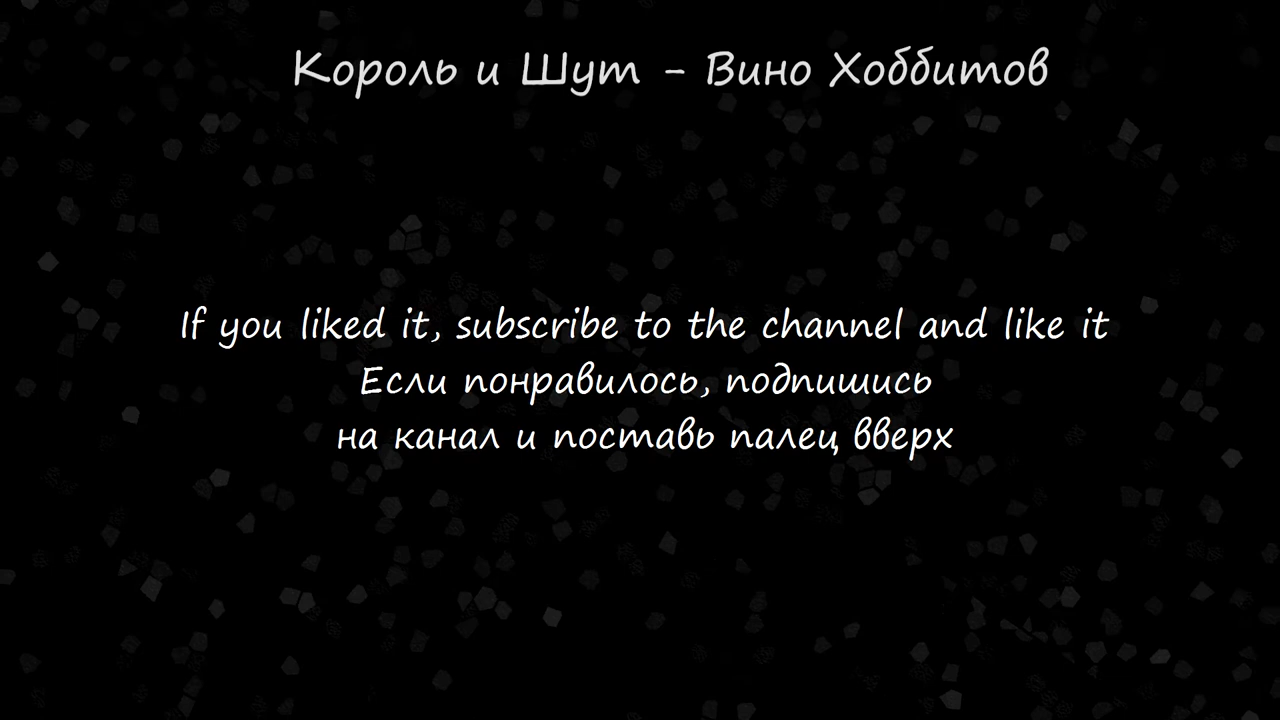 Король и Шут - Вино Хоббитов
If you liked it, subscribe to the channel and like it
Если понравилось, подпишись
на канал и поставь палец вверх